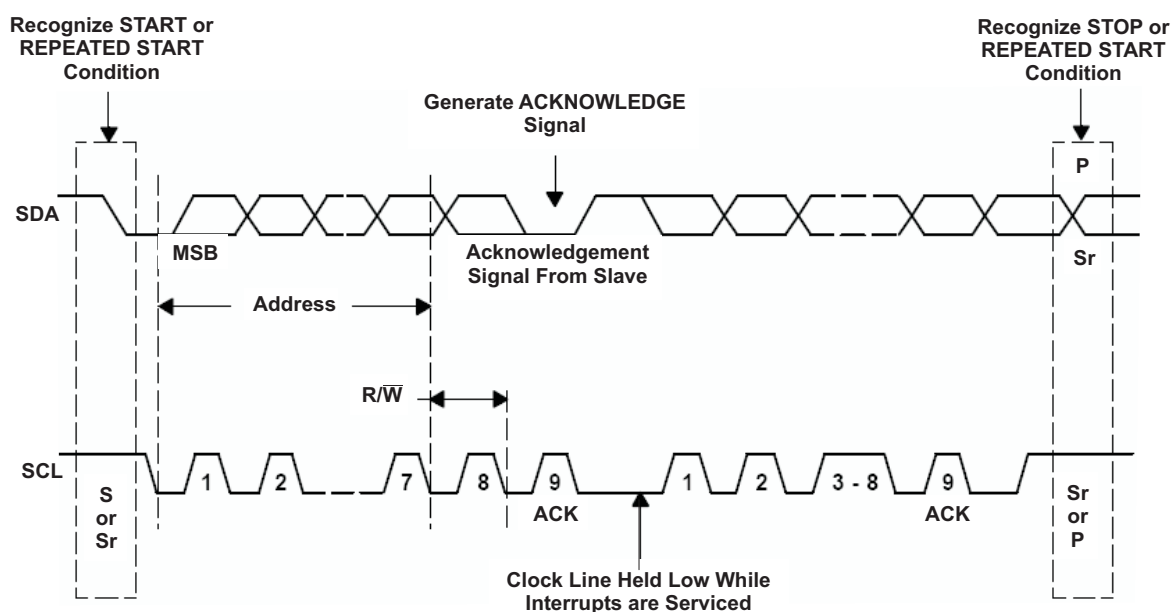 Recognize START or
REPEATED START
Condition
Recognize STOP or
REPEATED START
Condition
Generate ACKNOWLEDGE
Signal
P
SDA
MSB
Acknowledgement
Signal From Slave
Sr
Address
R/W̅
SCL
1
2
7
8
9
1
2
3 - 8
9
S
or
Sr
ACK
ACK
Sr
or
P
Clock Line Held Low While
Interrupts are Serviced